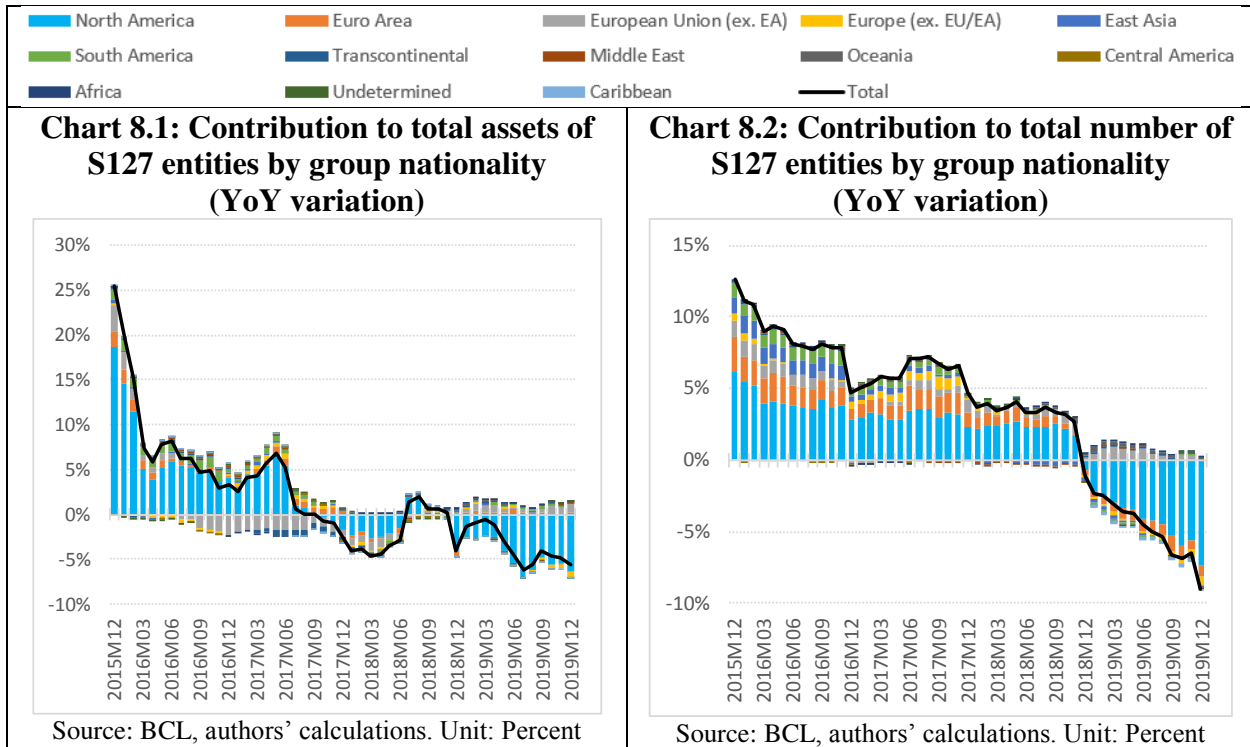 North America
Euro Area
European Union (ex. EA)
Europe (ex. EU/EA)
East Asia
South America
Transcontinental
Middle East
Oceania
Central America
Africa
Undetermined
Caribbean
Total
Chart 8.1: Contribution to total assets of
S127 entities by group nationality
(YoY variation)
30%
25%
20%
15%
10%
5%
0%
-5%
-10%
2015M12
2016M03
2016M06
2016M09
2016M12
2017M03
2017M06
2017M09
2017M12
2018M03
2018M06
2018M09
2018M12
2019M03
2019M06
2019M09
2019M12
Source: BCL, authors’ calculations. Unit: Percent
Chart 8.2: Contribution to total number of
S127 entities by group nationality
(YoY variation)
15%
10%
5%
0%
-5%
-10%
2015M12
2016M03
2016M06
2016M09
2016M12
2017M03
2017M06
2017M09
2017M12
2018M03
2018M06
2018M09
2018M12
2019M03
2019M06
2019M09
2019M12
Source: BCL, authors’ calculations. Unit: Percent